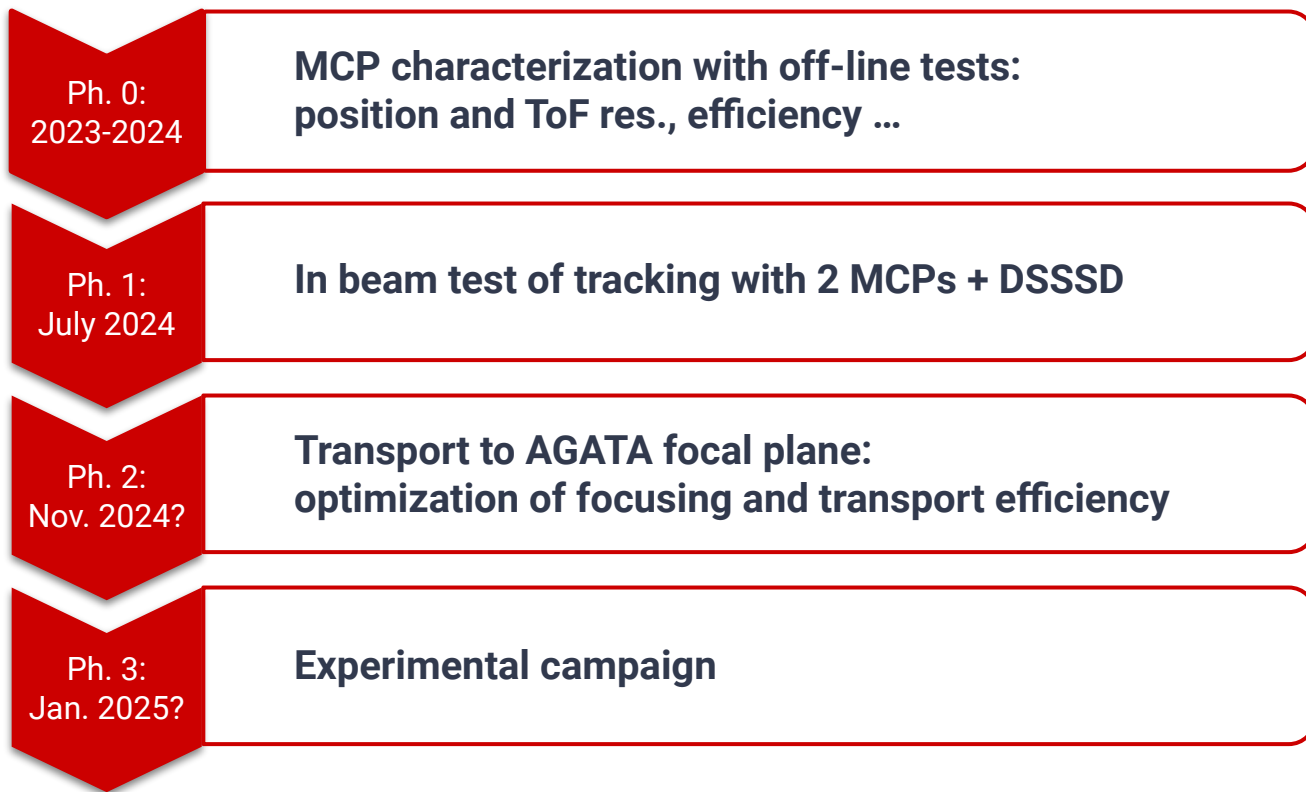 Ph. 0:
2023-2024
MCP characterization with off-line tests:
position and ToF res., efficiency ...
Ph. 1:
July 2024
In beam test of tracking with 2 MCPs + DSSSD
Ph. 2:
Nov. 2024?
Transport to AGATA focal plane:
optimization of focusing and transport efficiency
Ph. 3:
Jan. 2025?
Experimental campaign